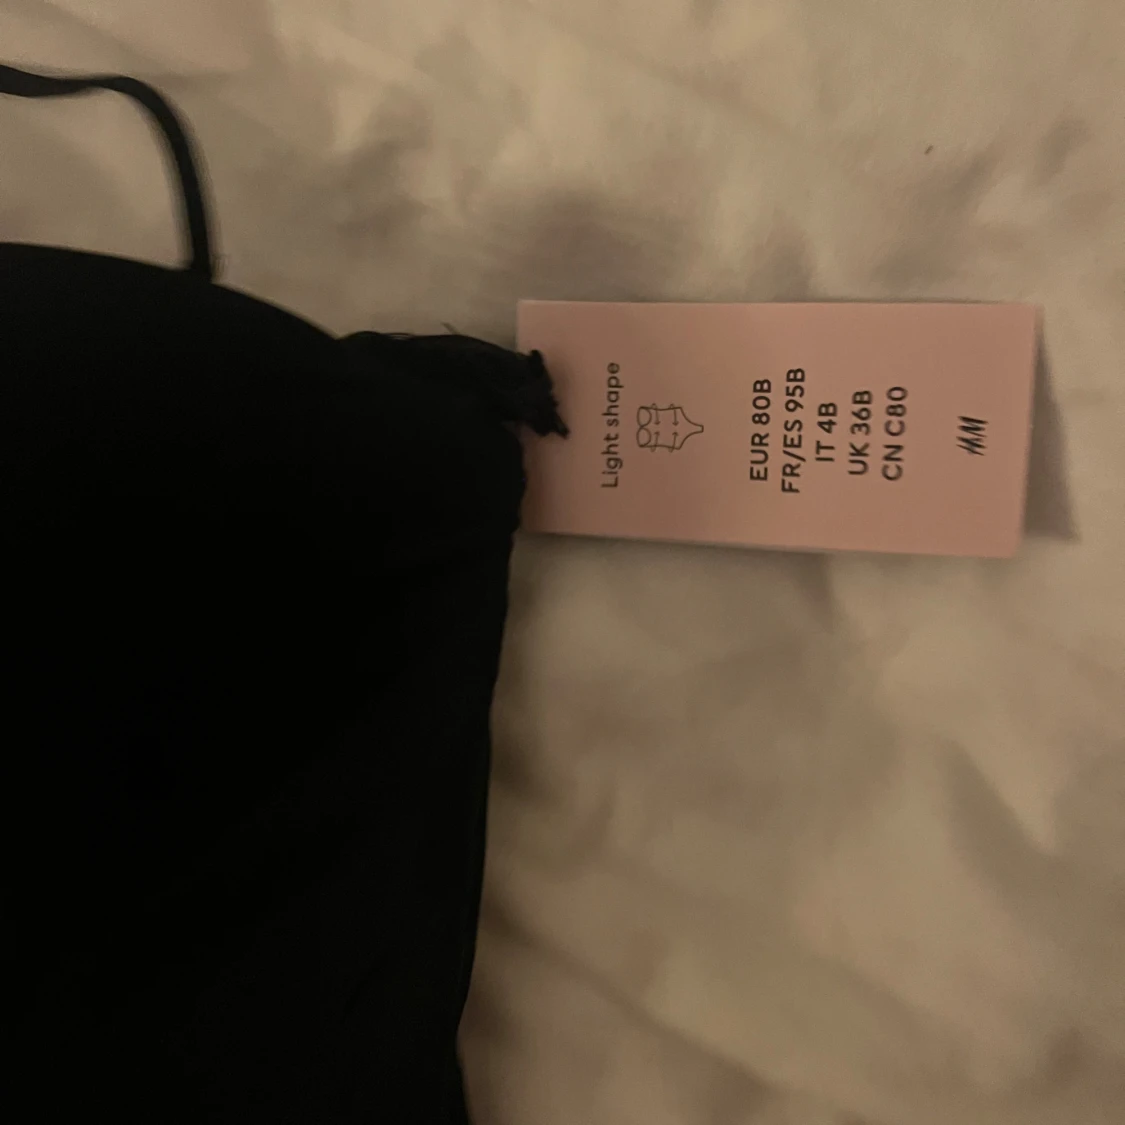 Light shape
EUR 80B
FR/ES 95B
IT 4B
UK 36B
CN C80
H&M